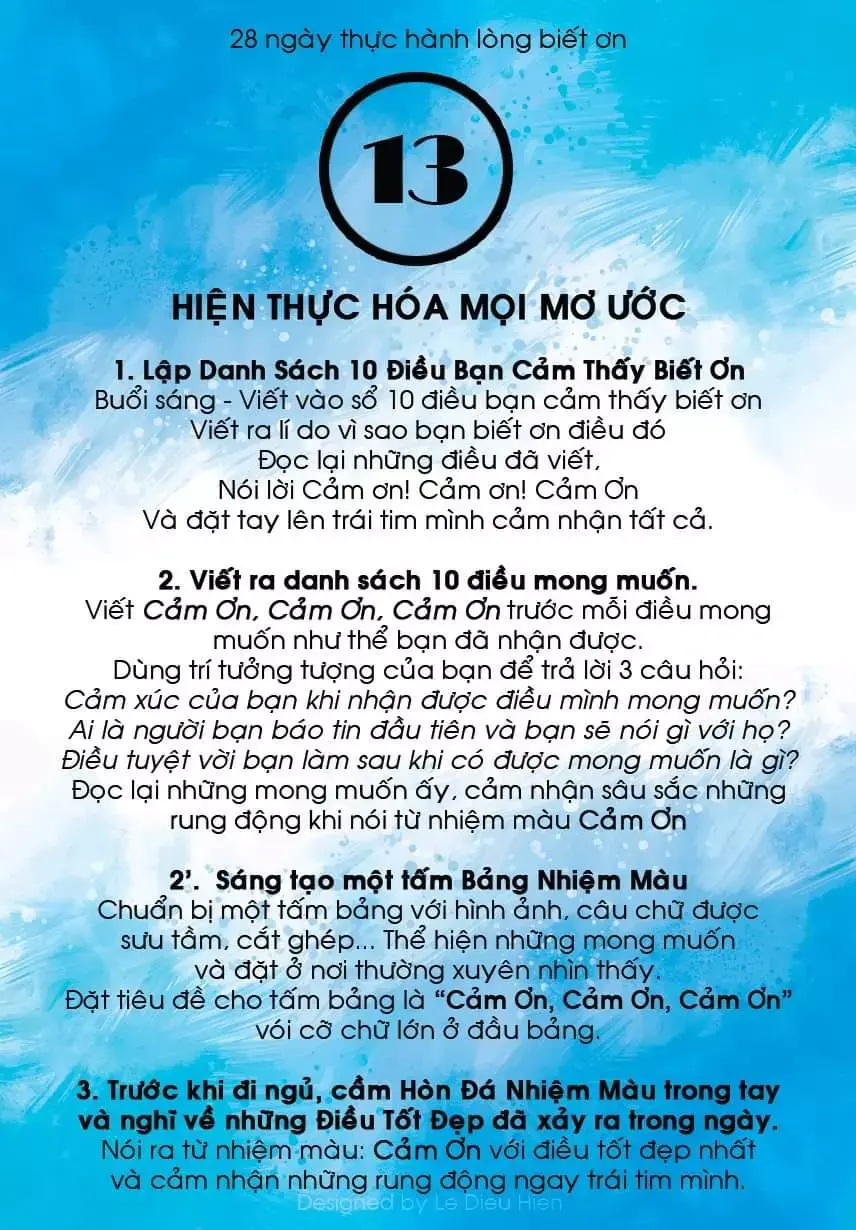 28 ngày thực hành lòng biết ơn
13
HIỆN THỰC HÓA MỌI MƠ ƯỚC
1. Lập Danh Sách 10 Điều Bạn Cảm Thấy Biết Ơn
Buổi sáng - Viết vào sổ 10 điều bạn cảm thấy biết ơn
Viết ra lí do vì sao bạn biết ơn điều đó
Đọc lại những điều đã viết,
Nói lời Cảm ơn! Cảm ơn! Cảm Ơn
Và đặt tay lên trái tim mình cảm nhận tất cả.
2. Viết ra danh sách 10 điều mong muốn.
Viết Cảm Ơn, Cảm Ơn, Cảm Ơn trước mỗi điều mong
muốn như thể bạn đã nhận được.
Dùng trí tưởng tượng của bạn để trả lời 3 câu hỏi:
Cảm xúc của bạn khi nhận được điều mình mong muốn?
Ai là người bạn báo tin đầu tiên và bạn sẽ nói gì với họ?
Điều tuyệt vời bạn làm sau khi có được mong muốn là gì?
Đọc lại những mong muốn ấy, cảm nhận sâu sắc những
rung động khi nói từ nhiệm màu Cảm Ơn
2’. Sáng tạo một tấm Bảng Nhiệm Màu
Chuẩn bị một tấm bảng với hình ảnh, câu chữ được
sưu tầm, cắt ghép... Thể hiện những mong muốn
và đặt ở nơi thường xuyên nhìn thấy.
Đặt tiêu đề cho tấm bảng là “Cảm Ơn, Cảm Ơn, Cảm Ơn”
vói cỡ chữ lớn ở đầu bảng.
3. Trước khi đi ngủ, cầm Hòn Đá Nhiệm Màu trong tay
và nghĩ về những Điều Tốt Đẹp đã xảy ra trong ngày.
Nói ra từ nhiệm màu: Cảm Ơn với điều tốt đẹp nhất
và cảm nhận những rung động ngay trái tim mình.
Designed by Le Dieu Hien